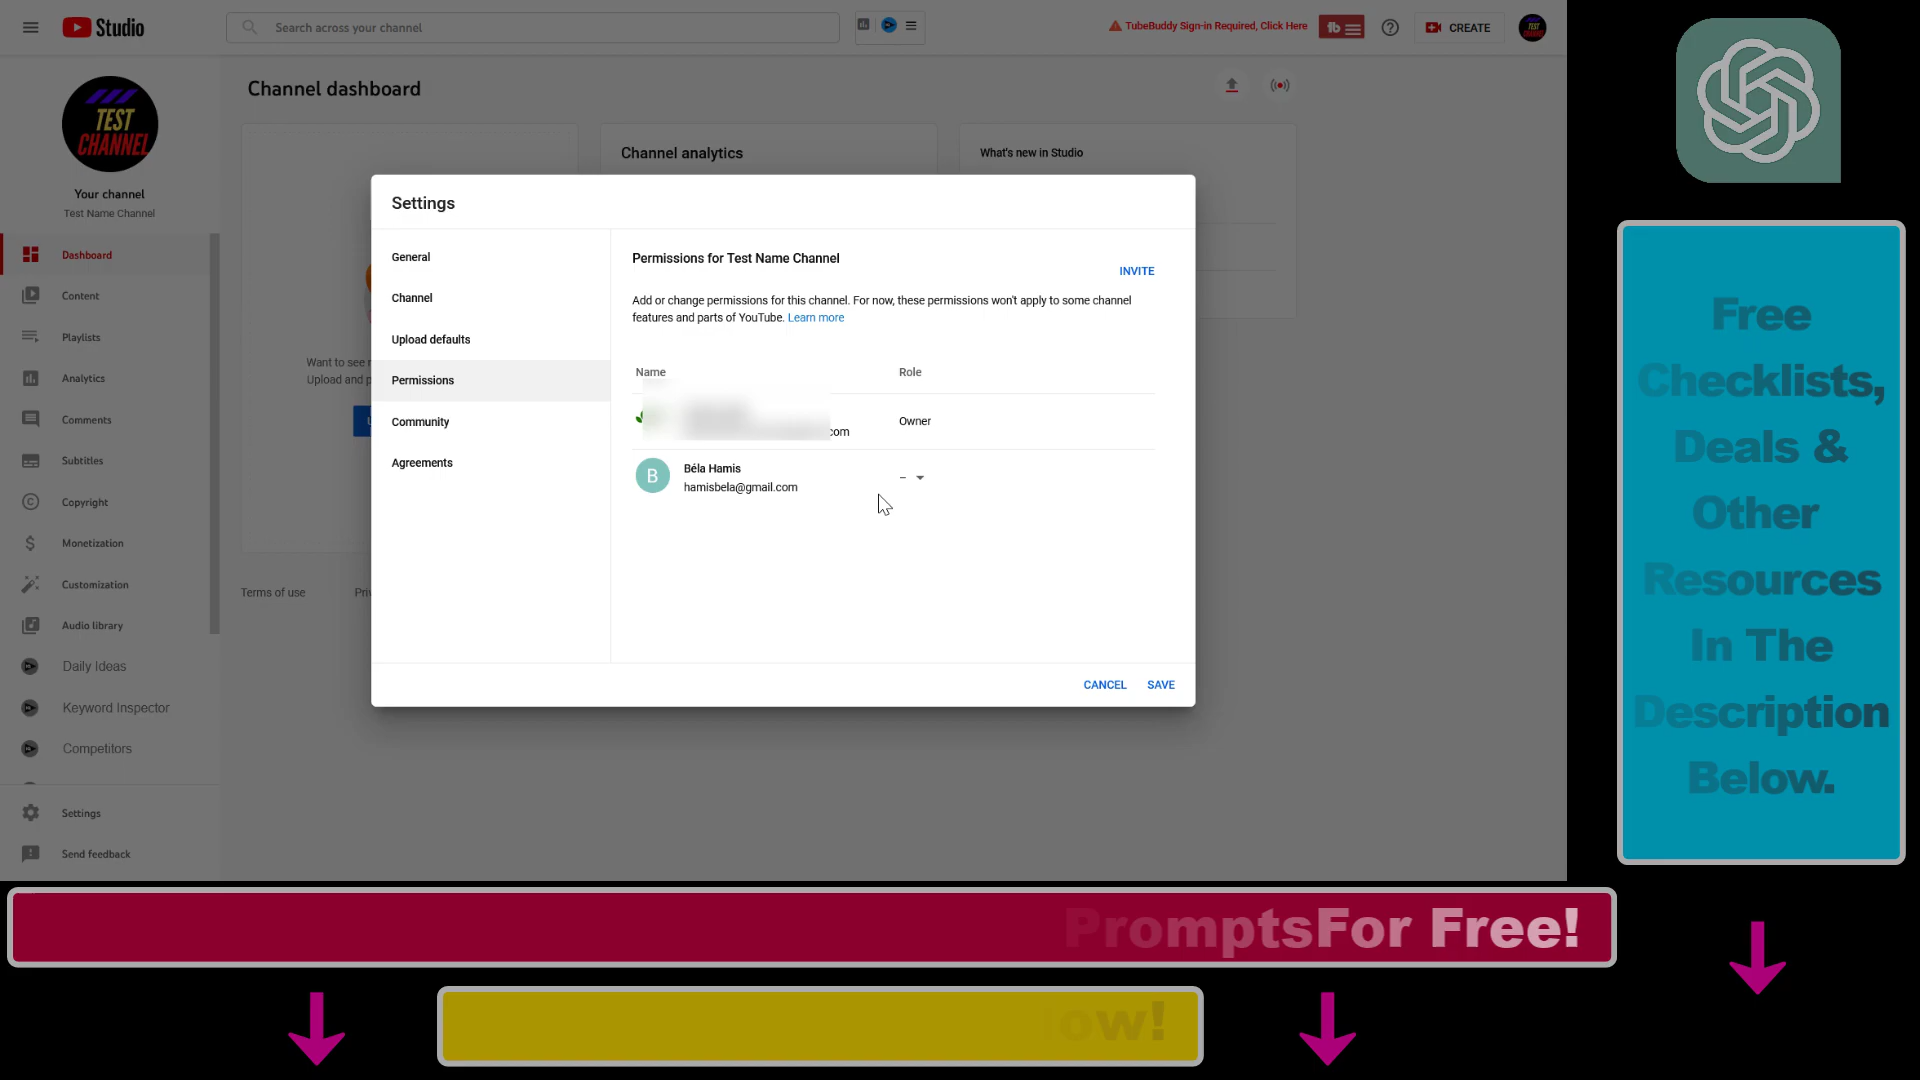 Studio
Search across your channel
TubeBuddy Sign-in Required, Click Here
tb
CREATE
TEST
CHANNEL
Your channel
Test Name Channel
Dashboard
Content
Playlists
Analytics
Comments
Subtitles
Copyright
Monetization
Customization
Audio library
Daily Ideas
Keyword Inspector
Competitors
Settings
Send feedback
Channel dashboard
Channel analytics
What's new in Studio
Want to see
Upload and
Terms of use
Settings
General
Channel
Upload defaults
Permissions
Community
Agreements
Permissions for Test Name Channel
INVITE
Add or change permissions for this channel. For now, these permissions won't apply to some channel
features and parts of YouTube. Learn more
Name
Role
com
Owner
B
Béla Hamis
hamisbela@gmail.com
–
CANCEL
SAVE
Free
Checklists,
Deals &
Other
Resources
In The
Description
Below.
PromptsFor Free!
ow!